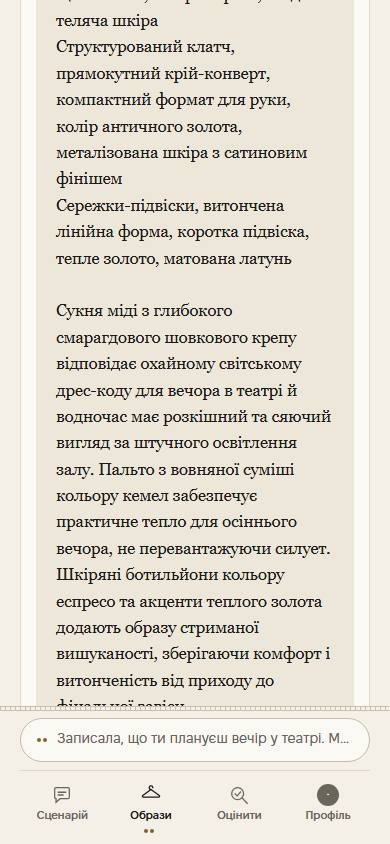 теляча шкіра
Структурований клатч,
прямокутний крій-конверт,
компактний формат для руки,
колір античного золота,
металізована шкіра з сатиновим
фінішем
Сережки-підвіски, витончена
лінійна форма, коротка підвіска,
тепле золото, матована латунь
Сукня міді з глибокого
смарагдового шовкового крепу
відповідає охайному світському
дрес-коду для вечора в театрі й
водночас має розкішний та сяючий
вигляд за штучного освітлення
залу. Пальто з вовняної суміші
кольору кемел забезпечує
практичне тепло для осіннього
вечора, не перевантажуючи силует.
Шкіряні ботильйони кольору
еспресо та акценти теплого золота
додають образу стриманої
вишуканості, зберігаючи комфорт і
витонченість від приходу до
Записала, що ти плануєш вечір у театрі. М...
Сценарій
Образи
Оцінити
Профіль